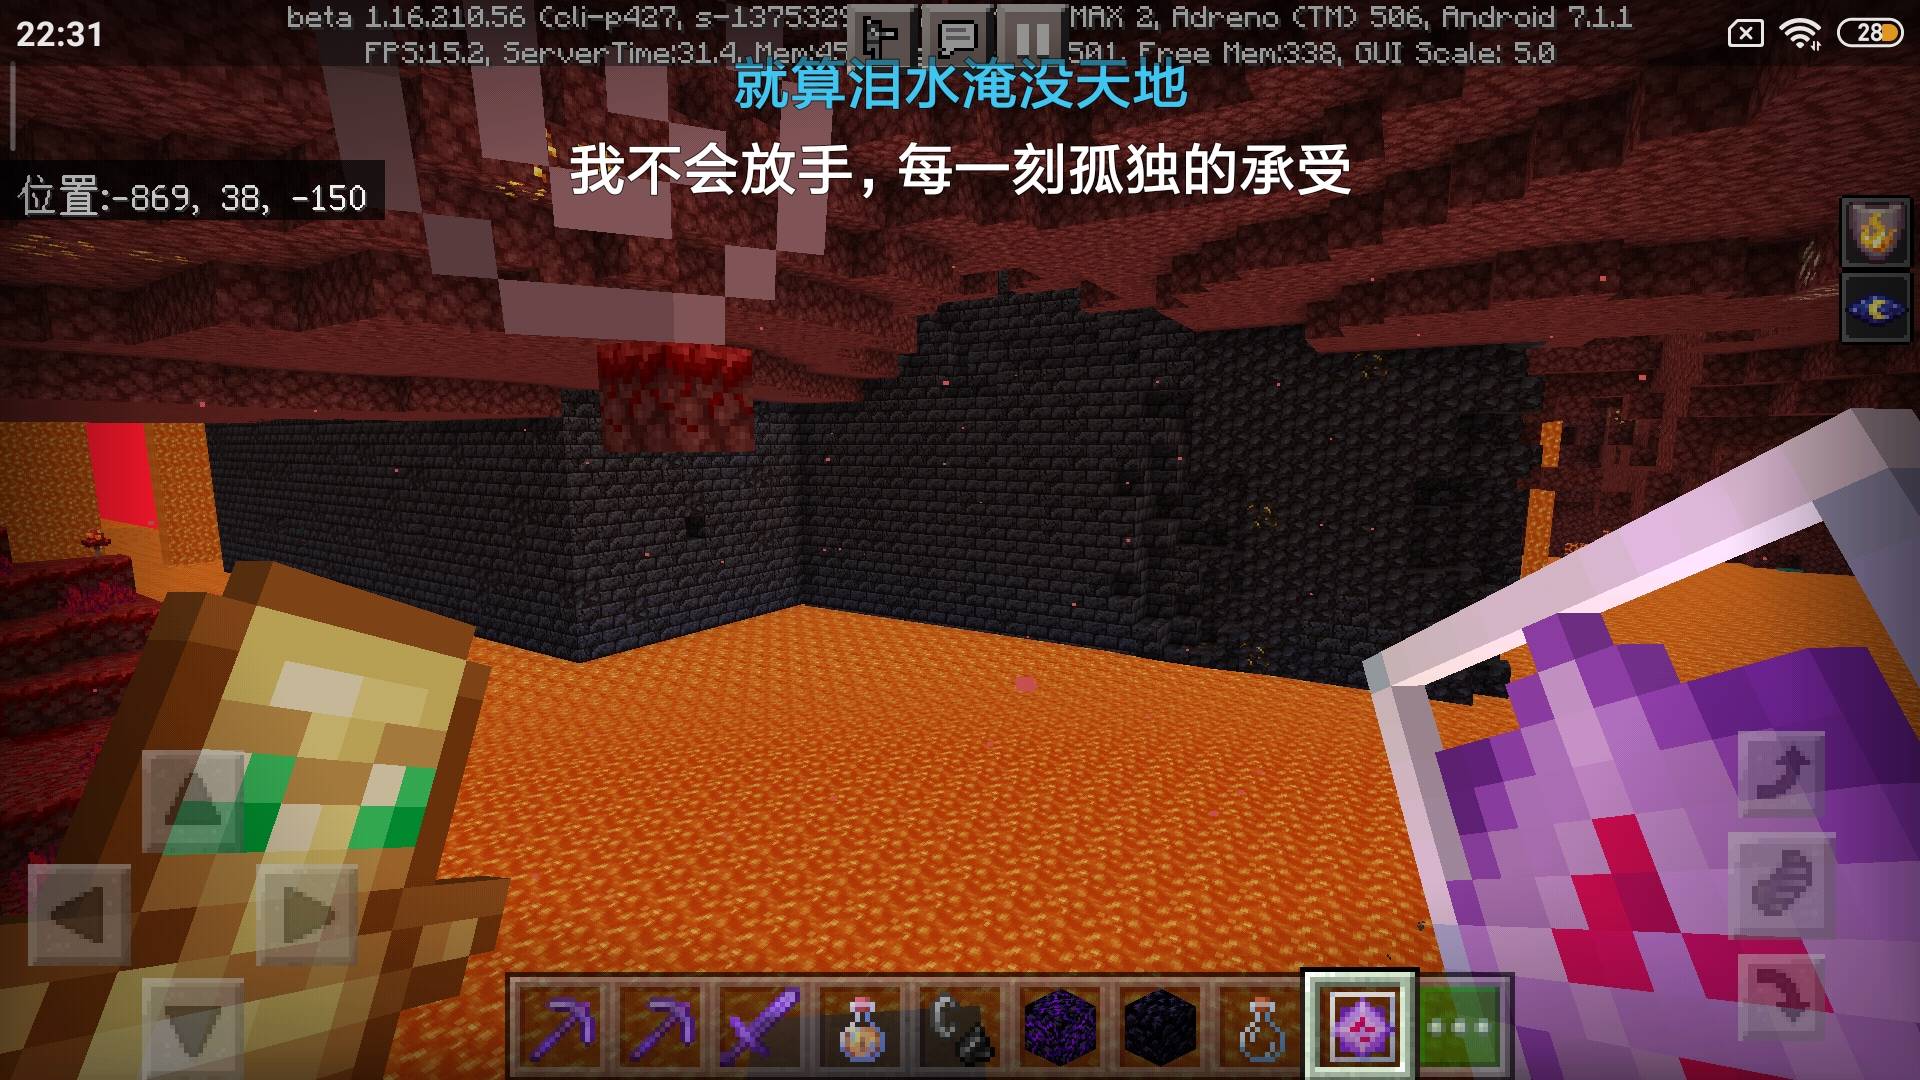 22:31
beta 1.16.210.56 (cli-p427, s-1375329 MAX 2, Adreno (TM) 506, Android 7.1.1
28
FPS:15.2, ServerTime:31.4, Mem:45 501, Free Mem:338, GUI Scale: 5.0
就算泪水淹没天地
我不会放手，每一刻孤独的承受
位置:-869, 38, -150